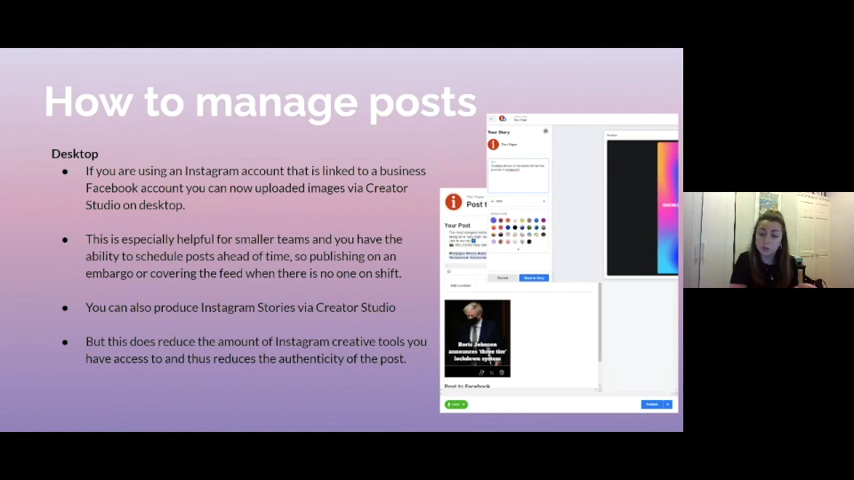 How to manage posts
Desktop
If you are using an Instagram account that is linked to a business
Facebook account you can now uploaded images via Creator
Studio on desktop.
This is especially helpful for smaller teams and you have the
ability to schedule posts ahead of time, so publishing on an
embargo or covering the feed when there is no one on shift.
You can also produce Instagram Stories via Creator Studio
But this does reduce the amount of Instagram creative tools you
have access to and thus reduces the authenticity of the post.
Your Story
Post t
Your Post
Add Location
Boris Johnson
announces 'three tier'
lockdown system
Post to Facebook
Publish